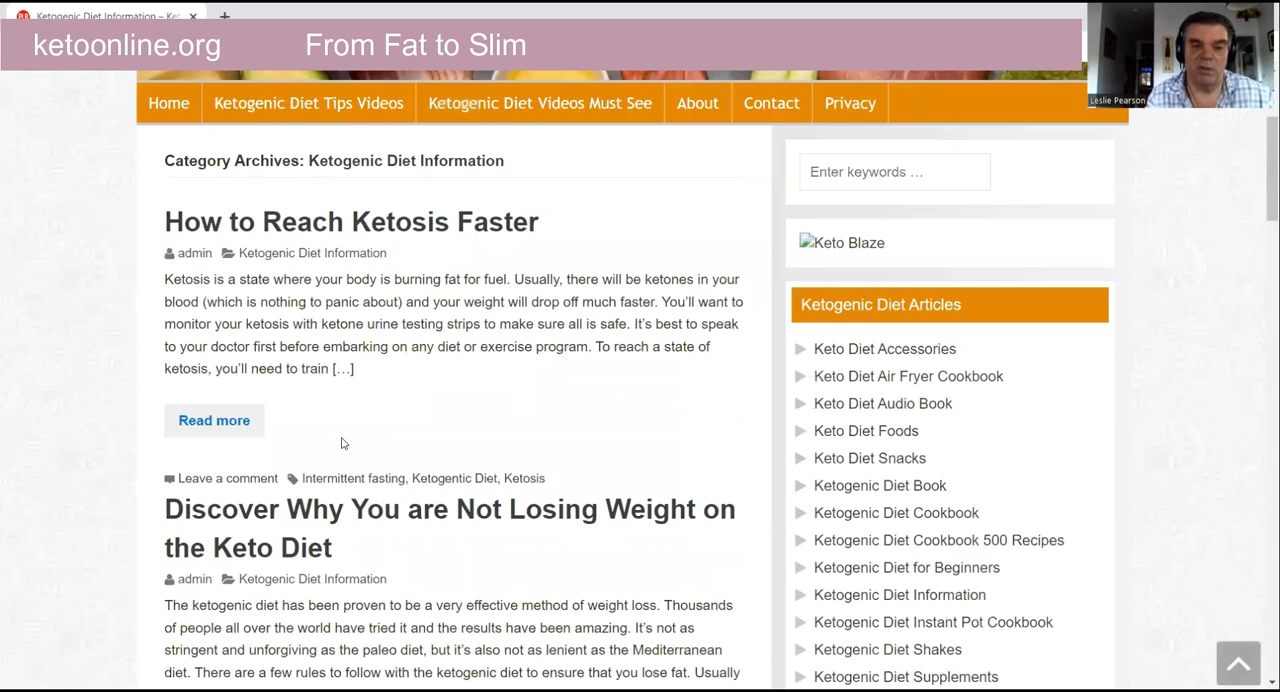 Ketogenic Diet Information – Ke
ketoonline.org From Fat to Slim
Leslie Pearson
Home Ketogenic Diet Tips Videos Ketogenic Diet Videos Must See About Contact Privacy
Category Archives: Ketogenic Diet Information
How to Reach Ketosis Faster
admin Ketogenic Diet Information
Ketosis is a state where your body is burning fat for fuel. Usually, there will be ketones in your
blood (which is nothing to panic about) and your weight will drop off much faster. You’ll want to
monitor your ketosis with ketone urine testing strips to make sure all is safe. It’s best to speak
to your doctor first before embarking on any diet or exercise program. To reach a state of
ketosis, you’ll need to train […]
Read more
Leave a comment Intermittent fasting, Ketogentic Diet, Ketosis
Discover Why You are Not Losing Weight on
the Keto Diet
admin Ketogenic Diet Information
The ketogenic diet has been proven to be a very effective method of weight loss. Thousands
of people all over the world have tried it and the results have been amazing. It’s not as
stringent and unforgiving as the paleo diet, but it’s also not as lenient as the Mediterranean
diet. There are a few rules to follow with the ketogenic diet to ensure that you lose fat. Usually
Enter keywords …
Keto Blaze
Ketogenic Diet Articles
Keto Diet Accessories
Keto Diet Air Fryer Cookbook
Keto Diet Audio Book
Keto Diet Foods
Keto Diet Snacks
Ketogenic Diet Book
Ketogenic Diet Cookbook
Ketogenic Diet Cookbook 500 Recipes
Ketogenic Diet for Beginners
Ketogenic Diet Information
Ketogenic Diet Instant Pot Cookbook
Ketogenic Diet Shakes
Ketogenic Diet Supplements